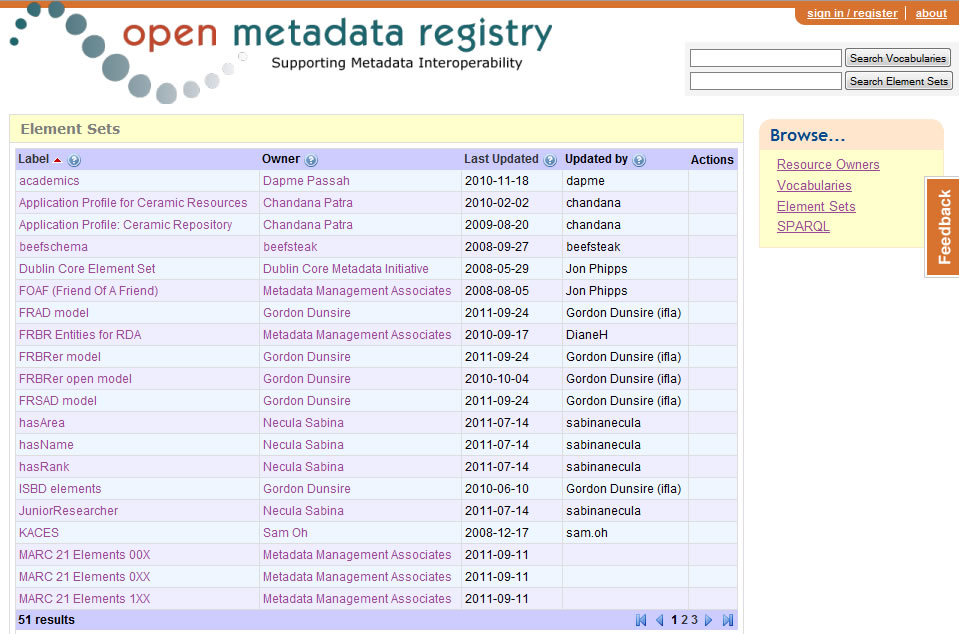 sign in / register about
open metadata registry
Supporting Metadata Interoperability
Search Vocabularies
Search Element Sets
Element Sets
Label Owner Last Updated Updated by Actions
academics Dapme Passah 2010-11-18 dapme
Application Profile for Ceramic Resources Chandana Patra 2010-02-02 chandana
Application Profile: Ceramic Repository Chandana Patra 2009-08-20 chandana
beefschema beefsteak 2008-09-27 beefsteak
Dublin Core Element Set Dublin Core Metadata Initiative 2008-05-29 Jon Phipps
FOAF (Friend Of A Friend) Metadata Management Associates 2008-08-05 Jon Phipps
FRAD model Gordon Dunsire 2011-09-24 Gordon Dunsire (ifla)
FRBR Entities for RDA Metadata Management Associates 2010-09-17 DianeH
FRBRer model Gordon Dunsire 2011-09-24 Gordon Dunsire (ifla)
FRBRer open model Gordon Dunsire 2010-10-04 Gordon Dunsire (ifla)
FRSAD model Gordon Dunsire 2011-09-24 Gordon Dunsire (ifla)
hasArea Necula Sabina 2011-07-14 sabinanecula
hasName Necula Sabina 2011-07-14 sabinanecula
hasRank Necula Sabina 2011-07-14 sabinanecula
ISBD elements Gordon Dunsire 2010-06-10 Gordon Dunsire (ifla)
JuniorResearcher Necula Sabina 2011-07-14 sabinanecula
KACES Sam Oh 2008-12-17 sam.oh
MARC 21 Elements 00X Metadata Management Associates 2011-09-11
MARC 21 Elements 0XX Metadata Management Associates 2011-09-11
MARC 21 Elements 1XX Metadata Management Associates 2011-09-11
51 results 1 2 3
Browse...
Resource Owners
Vocabularies
Element Sets
SPARQL
Feedback